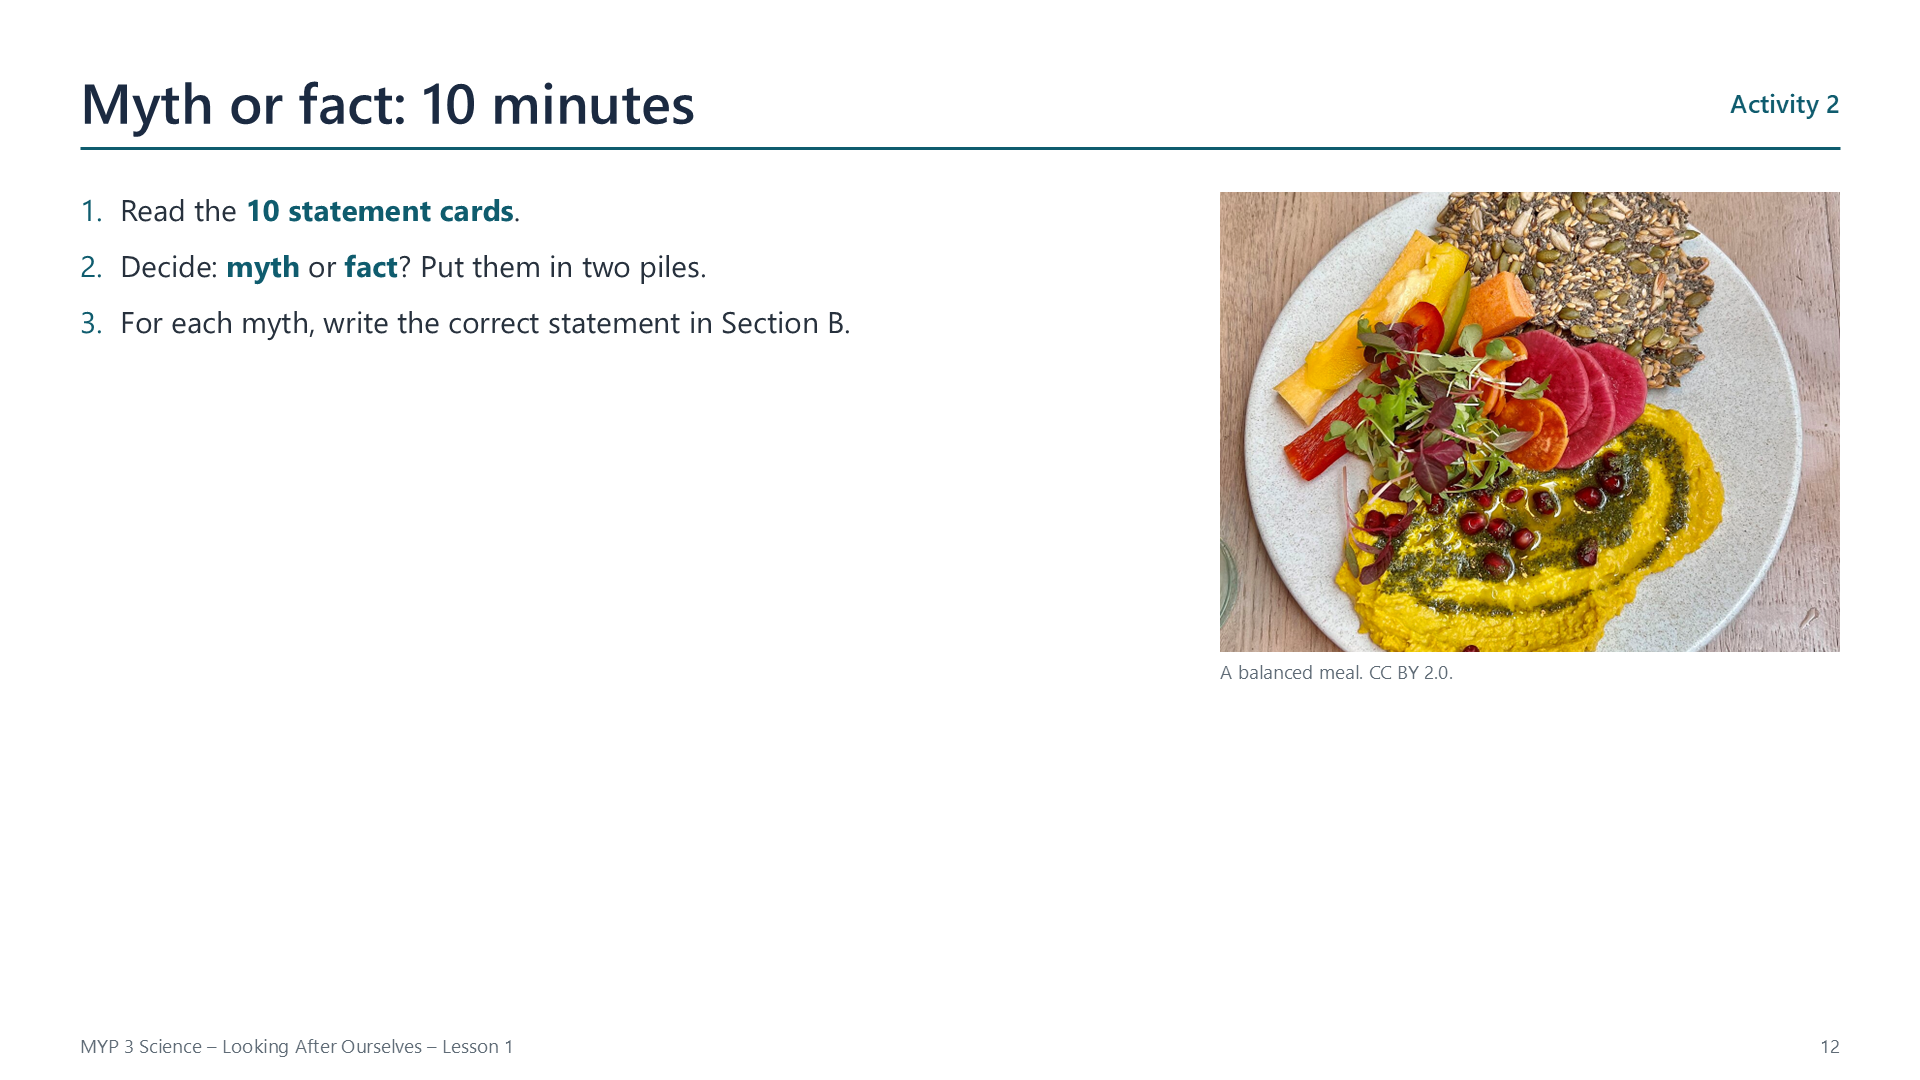 Myth or fact: 10 minutes
Activity 2
1. Read the 10 statement cards.
2. Decide: myth or fact? Put them in two piles.
3. For each myth, write the correct statement in Section B.
A balanced meal. CC BY 2.0.
MYP 3 Science – Looking After Ourselves – Lesson 1
12